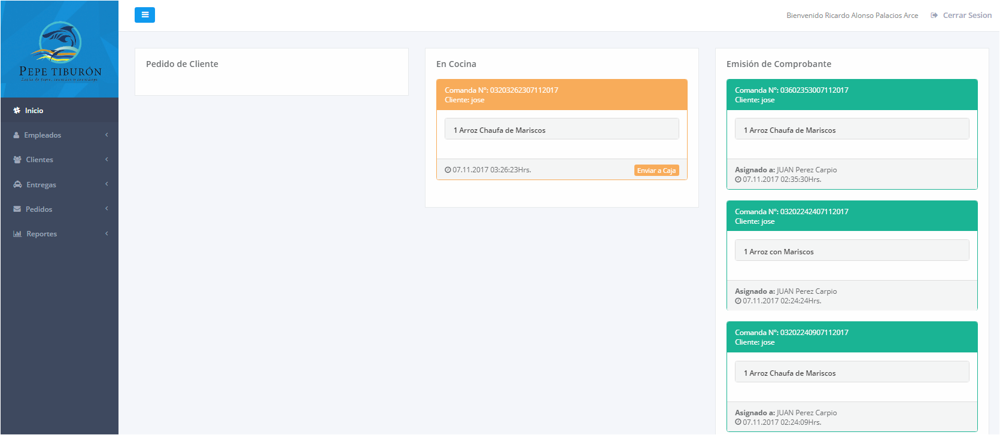 PEPE TIBURÓN
Inicio
Empleados
Clientes
Entregas
Pedidos
Reportes
Bienvenido Ricardo Alonso Palacios Arce
Cerrar Sesion
Pedido de Cliente
En Cocina
Comanda Nº: 03203262307112017
Cliente: jose
1 Arroz Chaufa de Mariscos
07.11.2017 03:26:23Hrs.
Enviar a Caja
Emisión de Comprobante
Comanda Nº: 03602353007112017
Cliente: jose
1 Arroz Chaufa de Mariscos
Asignado a: JUAN Perez Carpio
07.11.2017 02:35:30Hrs.
Comanda Nº: 03202242407112017
Cliente: jose
1 Arroz con Mariscos
Asignado a: JUAN Perez Carpio
07.11.2017 02:24:24Hrs.
Comanda Nº: 03202240907112017
Cliente: jose
1 Arroz Chaufa de Mariscos
Asignado a: JUAN Perez Carpio
07.11.2017 02:24:09Hrs.